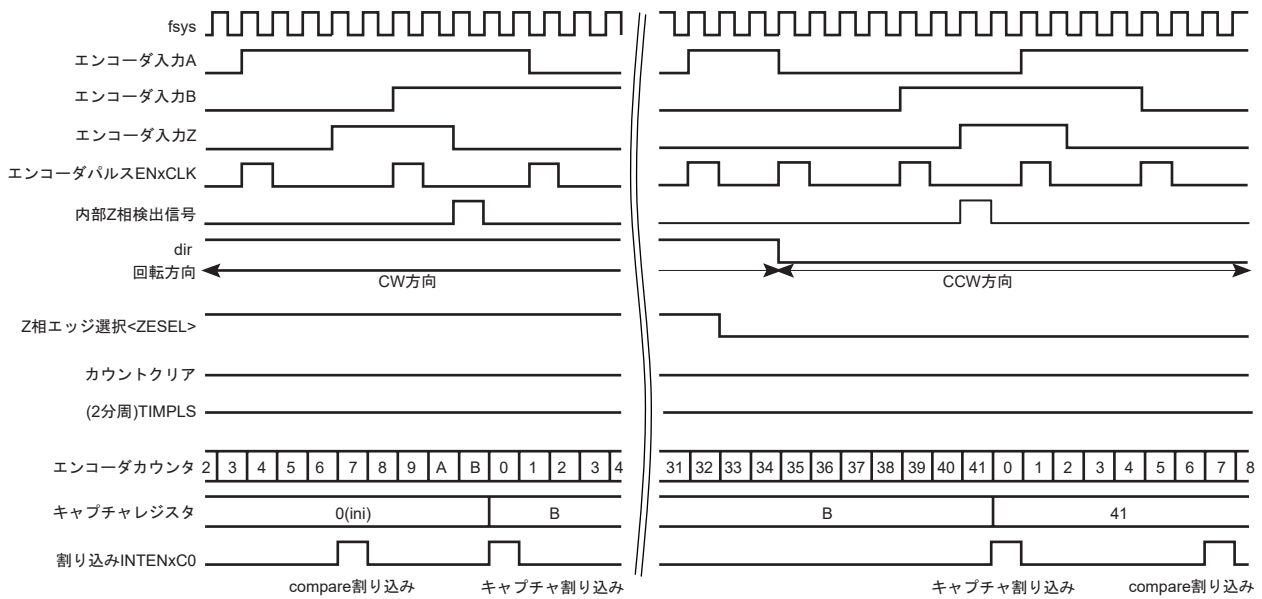 fsys
エンコーダ入力A
エンコーダ入力B
エンコーダ入力Z
エンコーダパルスENxCLK
内部Z相検出信号
dir
回転方向
CW方向
CCW方向
Z相エッジ選択<ZESEL>
カウントクリア
(2分周)TIMPLS
エンコーダカウンタ 2 3 4 5 6 7 8 9 A B 0 1 2 3 4 31 32 33 34 35 36 37 38 39 40 41 0 1 2 3 4 5 6 7 8
キャプチャレジスタ 0(ini) B B 41
割り込みINTENxC0
compare割り込み キャプチャ割り込み キャプチャ割り込み compare割り込み